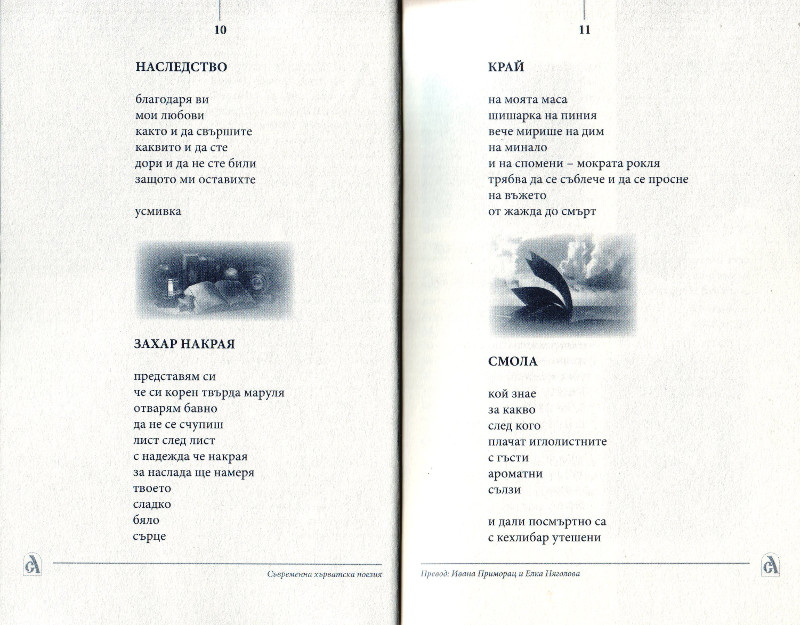 10
НАСЛЕДСТВО
благодаря ви
мои любови
както и да свършите
каквито и да сте
дори и да не сте били
защото ми оставихте
усмивка
ЗАХАР НАКРАЯ
представям си
че си корен твърда маруля
отварям бавно
да не се счупиш
лист след лист
с надежда че накрая
за наслада ще намеря
твоето
сладко
бяло
сърце
Съвременна хърватска поезия
11
КРАЙ
на моята маса
шишарка на пиния
вече мирише на дим
на минало
и на спомени – мократа рокля
трябва да се съблече и да се просне
на въжето
от жажда до смърт
СМОЛА
кой знае
за какво
след кого
плачат иглолистните
с гъсти
ароматни
сълзи
и дали посмъртно са
с кехлибар утешени
Превод: Ивана Приморац и Елка Няголова